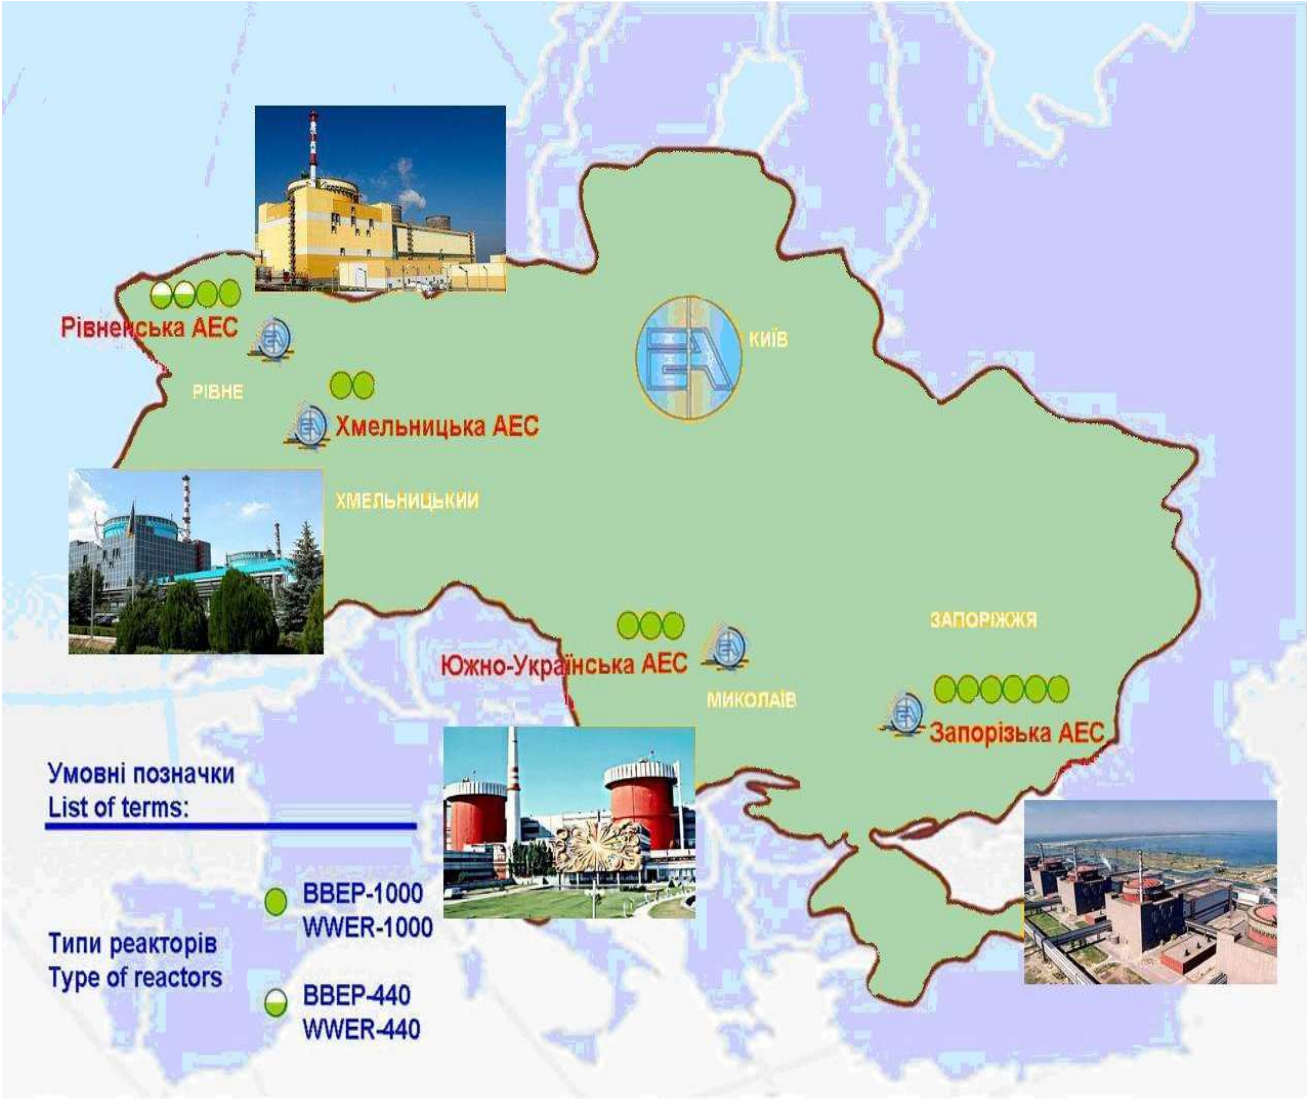 КИЇВ
Рівненська АЕС
РІВНЕ
Хмельницька АЕС
ХМЕЛЬНИЦЬКИЙ
ЗАПОРІЖЖЯ
Южно-Українська АЕС
МИКОЛАЇВ
Запорізька АЕС
Умовні позначки
List of terms:
ВВЕР-1000
WWER-1000
Типи реакторів
Type of reactors
ВВЕР-440
WWER-440